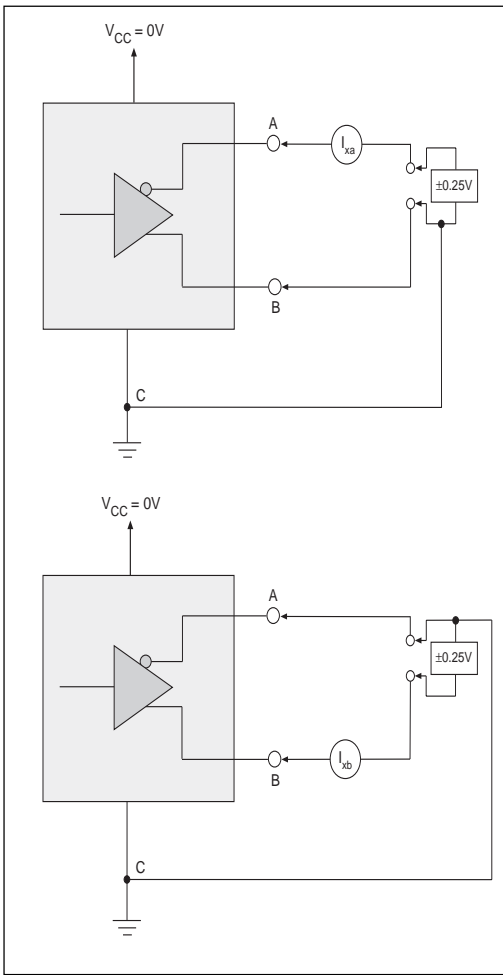 V_CC = 0V
A
I_xa
±0.25V
B
C
V_CC = 0V
A
±0.25V
B
I_xb
C